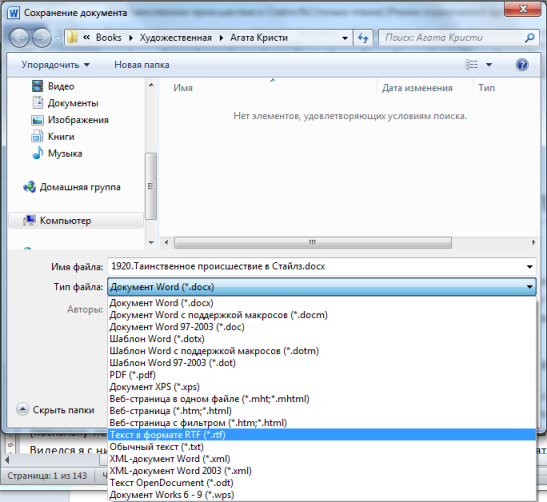 Сохранение документа
« Books ▸ Художественная ▸ Агата Кристи
Поиск: Агата Кристи
Упорядочить Новая папка
Имя Дата изменения Тип
Видео
Документы
Изображения
Книги
Музыка
Домашняя группа
Компьютер
Нет элементов, удовлетворяющих условиям поиска.
Имя файла: 1920.Таинственное происшествие в Стайлз.docx
Тип файла: Документ Word (*.docx)
Авторы:
Документ Word (*.docx)
Документ Word с поддержкой макросов (*.docm)
Документ Word 97-2003 (*.doc)
Шаблон Word (*.dotx)
Шаблон Word с поддержкой макросов (*.dotm)
Шаблон Word 97-2003 (*.dot)
PDF (*.pdf)
Документ XPS (*.xps)
Веб-страница в одном файле (*.mht;*.mhtml)
Веб-страница (*.htm;*.html)
Веб-страница с фильтром (*.htm;*.html)
Текст в формате RTF (*.rtf)
Обычный текст (*.txt)
XML-документ Word (*.xml)
XML-документ Word 2003 (*.xml)
Текст OpenDocument (*.odt)
Документ Works 6 - 9 (*.wps)
Скрыть папки
Виделся я с ни
Страница: 1 из 143